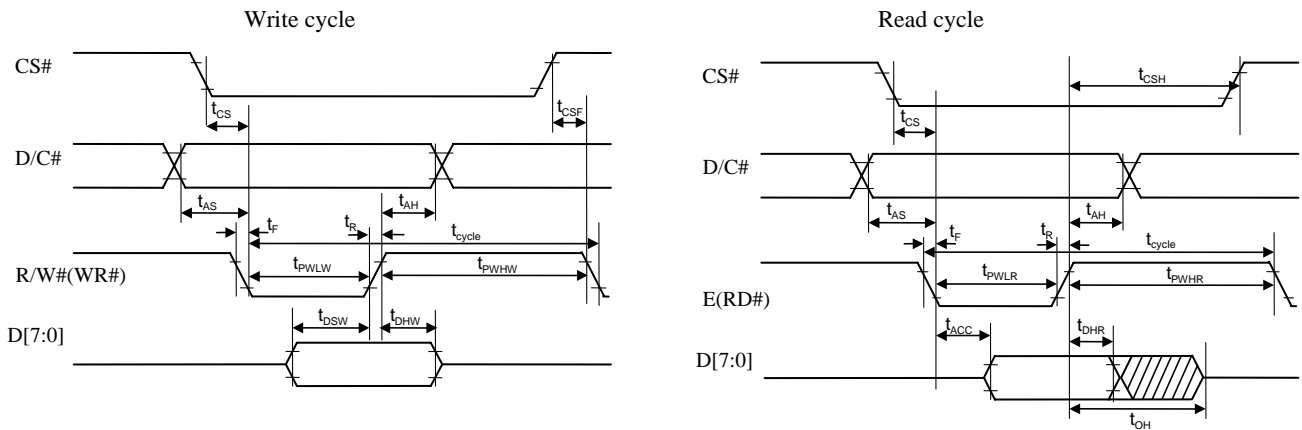 Write cycle
CS#
tCS
tCSF
D/C#
tAS
tAH
tF
tR
tcycle
R/W#(WR#)
tPWLW
tPWHW
D[7:0]
tDSW
tDHW
Read cycle
CS#
tCSH
tCS
D/C#
tAS
tAH
tF
tR
tcycle
E(RD#)
tPWLR
tPWHR
D[7:0]
tACC
tDHR
tOH